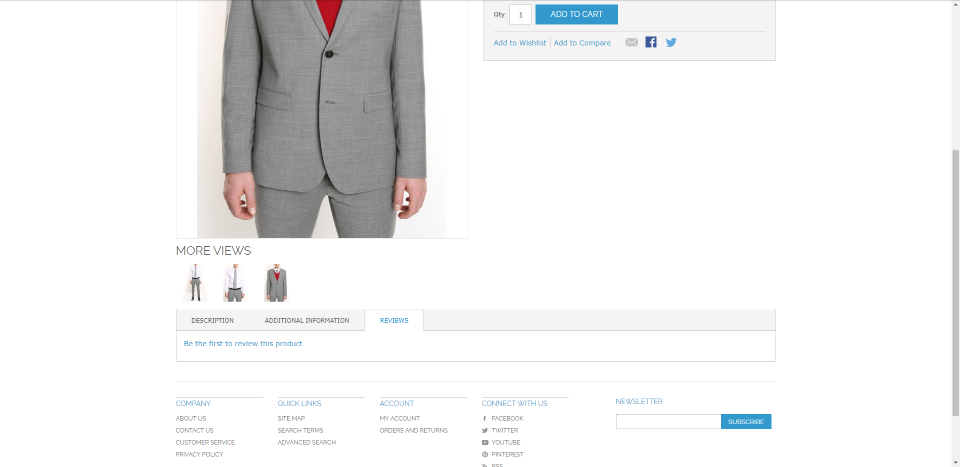 Qty: 1 ADD TO CART
Add to Wishlist Add to Compare
MORE VIEWS
DESCRIPTION ADDITIONAL INFORMATION REVIEWS
Be the first to review this product
COMPANY
ABOUT US
CONTACT US
CUSTOMER SERVICE
PRIVACY POLICY
QUICK LINKS
SITE MAP
SEARCH TERMS
ADVANCED SEARCH
ACCOUNT
MY ACCOUNT
ORDERS AND RETURNS
CONNECT WITH US
FACEBOOK
TWITTER
YOUTUBE
PINTEREST
RSS
NEWSLETTER
SUBSCRIBE